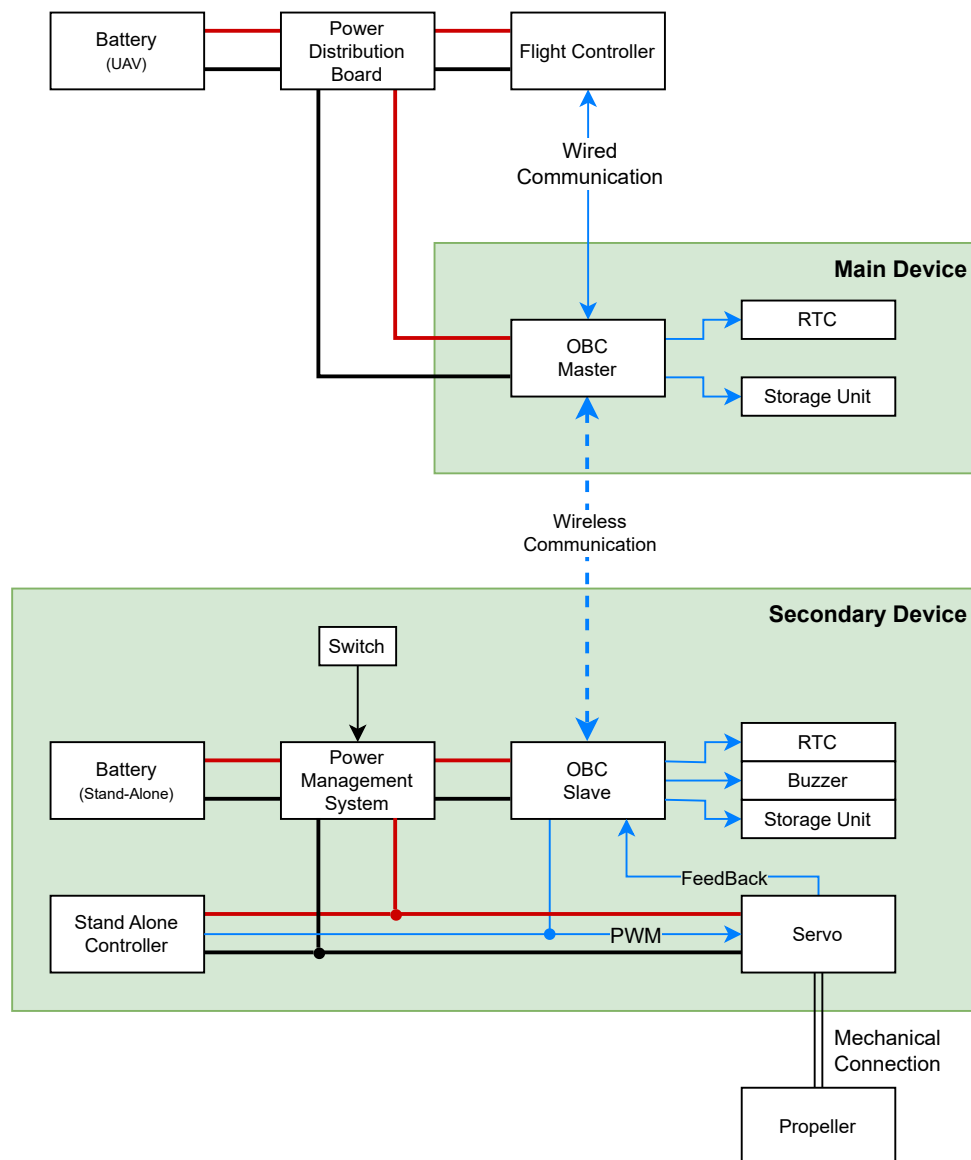 Battery
(UAV)
Power
Distribution
Board
Flight Controller
Wired
Communication
Main Device
OBC
Master
RTC
Storage Unit
Wireless
Communication
Secondary Device
Switch
Battery
(Stand-Alone)
Power
Management
System
OBC
Slave
RTC
Buzzer
Storage Unit
FeedBack
Stand Alone
Controller
PWM
Servo
Mechanical
Connection
Propeller